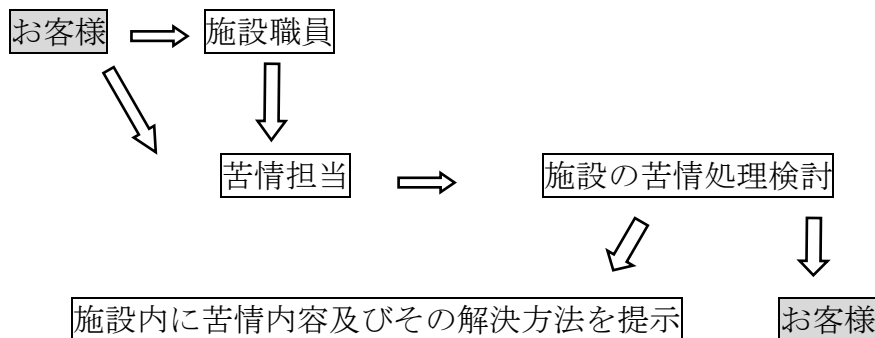 お客様 施設職員
苦情担当 施設の苦情処理検討
施設内に苦情内容及びその解決方法を提示 お客様